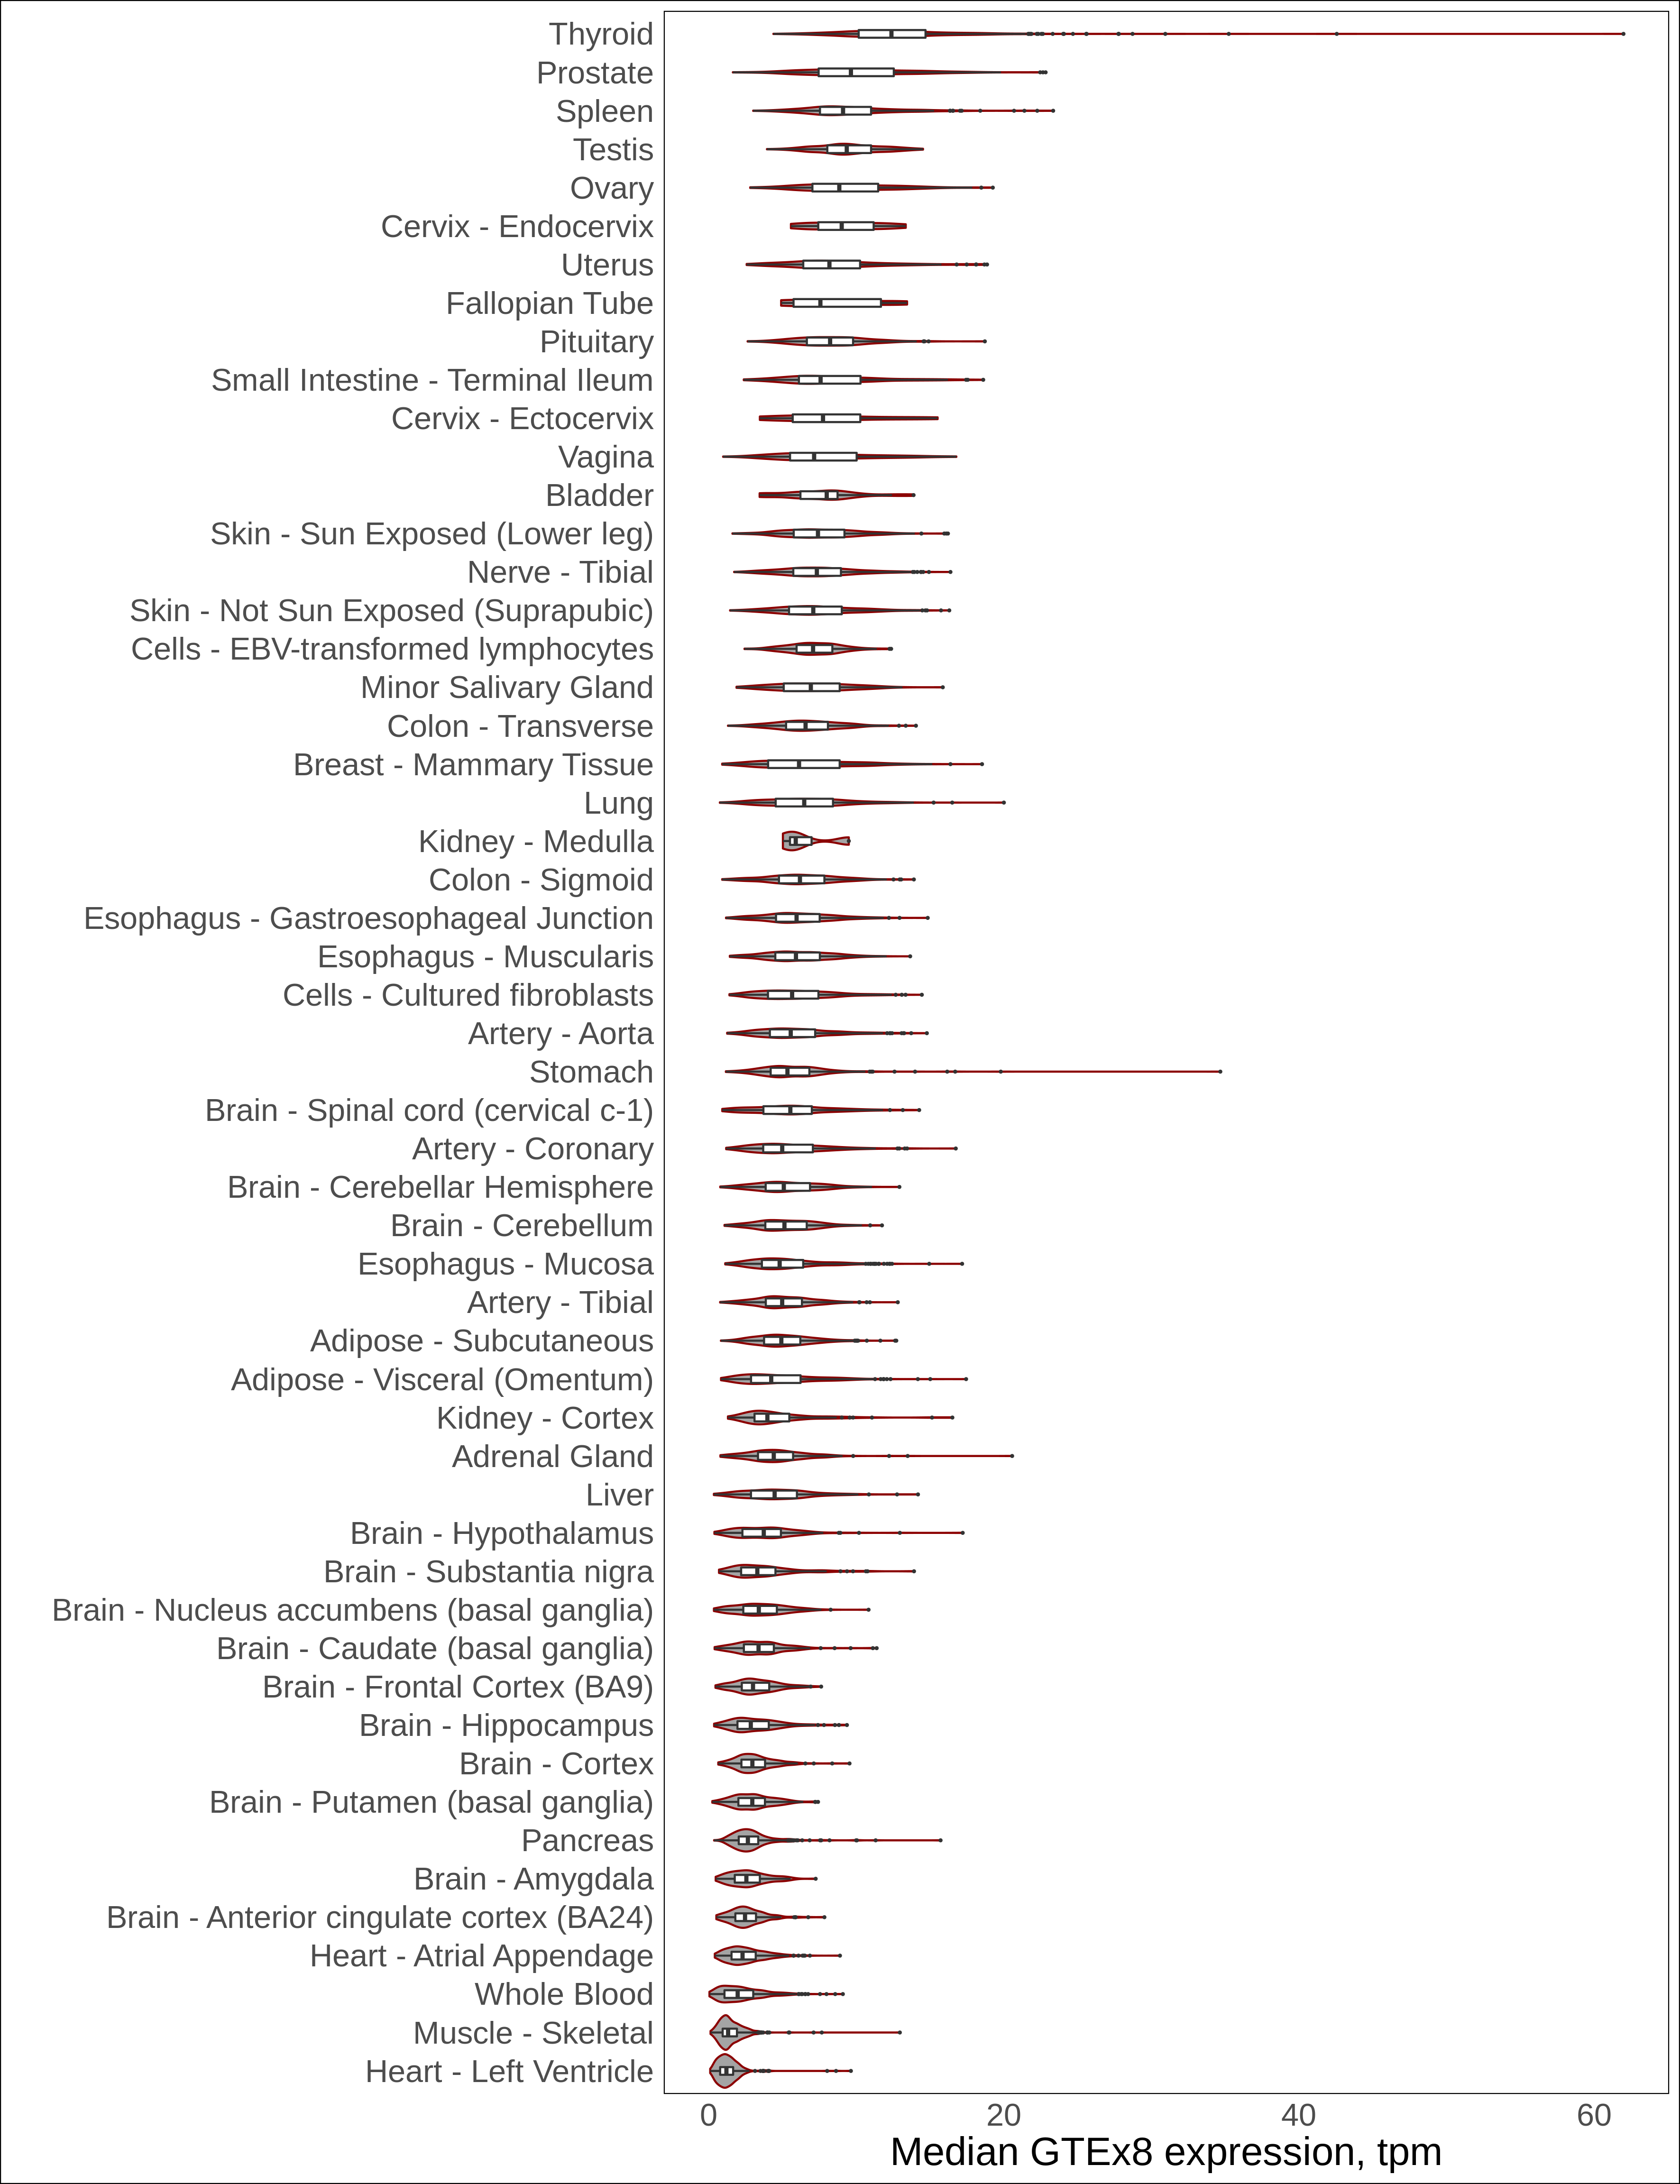 Thyroid
Prostate
Spleen
Testis
Ovary
Cervix - Endocervix
Uterus
Fallopian Tube
Pituitary
Small Intestine - Terminal Ileum
Cervix - Ectocervix
Vagina
Bladder
Skin - Sun Exposed (Lower leg)
Nerve - Tibial
Skin - Not Sun Exposed (Suprapubic)
Cells - EBV-transformed lymphocytes
Minor Salivary Gland
Colon - Transverse
Breast - Mammary Tissue
Lung
Kidney - Medulla
Colon - Sigmoid
Esophagus - Gastroesophageal Junction
Esophagus - Muscularis
Cells - Cultured fibroblasts
Artery - Aorta
Stomach
Brain - Spinal cord (cervical c-1)
Artery - Coronary
Brain - Cerebellar Hemisphere
Brain - Cerebellum
Esophagus - Mucosa
Artery - Tibial
Adipose - Subcutaneous
Adipose - Visceral (Omentum)
Kidney - Cortex
Adrenal Gland
Liver
Brain - Hypothalamus
Brain - Substantia nigra
Brain - Nucleus accumbens (basal ganglia)
Brain - Caudate (basal ganglia)
Brain - Frontal Cortex (BA9)
Brain - Hippocampus
Brain - Cortex
Brain - Putamen (basal ganglia)
Pancreas
Brain - Amygdala
Brain - Anterior cingulate cortex (BA24)
Heart - Atrial Appendage
Whole Blood
Muscle - Skeletal
Heart - Left Ventricle
0 20 40 60
Median GTEx8 expression, tpm